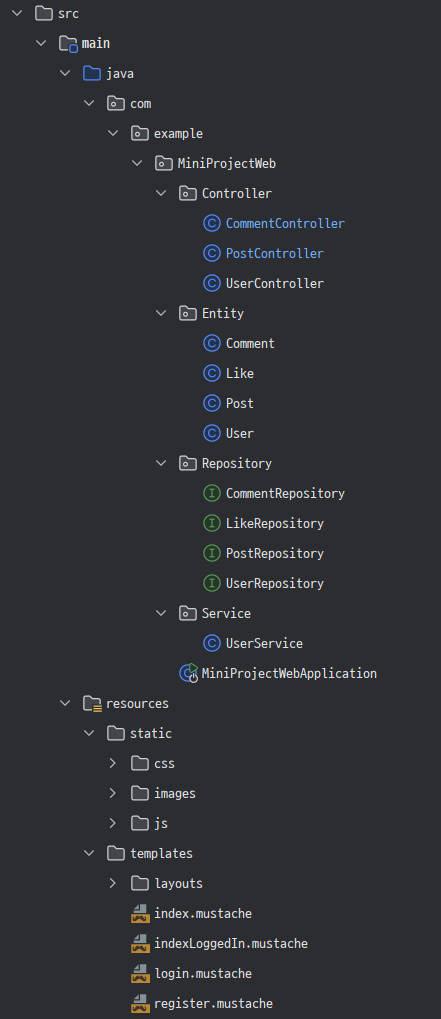 src
main
java
com
example
MiniProjectWeb
Controller
CommentController
PostController
UserController
Entity
Comment
Like
Post
User
Repository
CommentRepository
LikeRepository
PostRepository
UserRepository
Service
UserService
MiniProjectWebApplication
resources
static
css
images
js
templates
layouts
index.mustache
indexLoggedIn.mustache
login.mustache
register.mustache